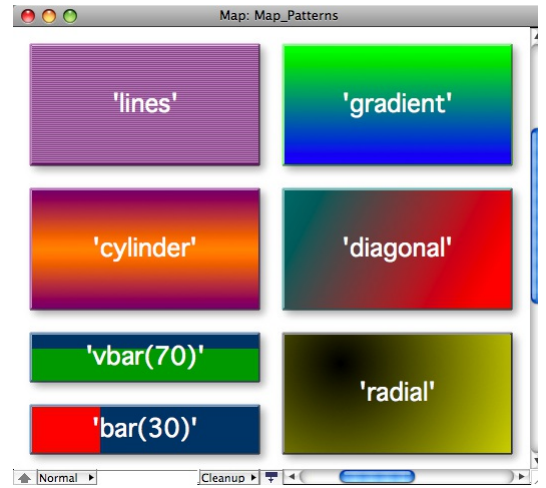 Map: Map_Patterns
'lines'
'gradient'
'cylinder'
'diagonal'
'vbar(70)'
'radial'
'bar(30)'
Normal
Cleanup